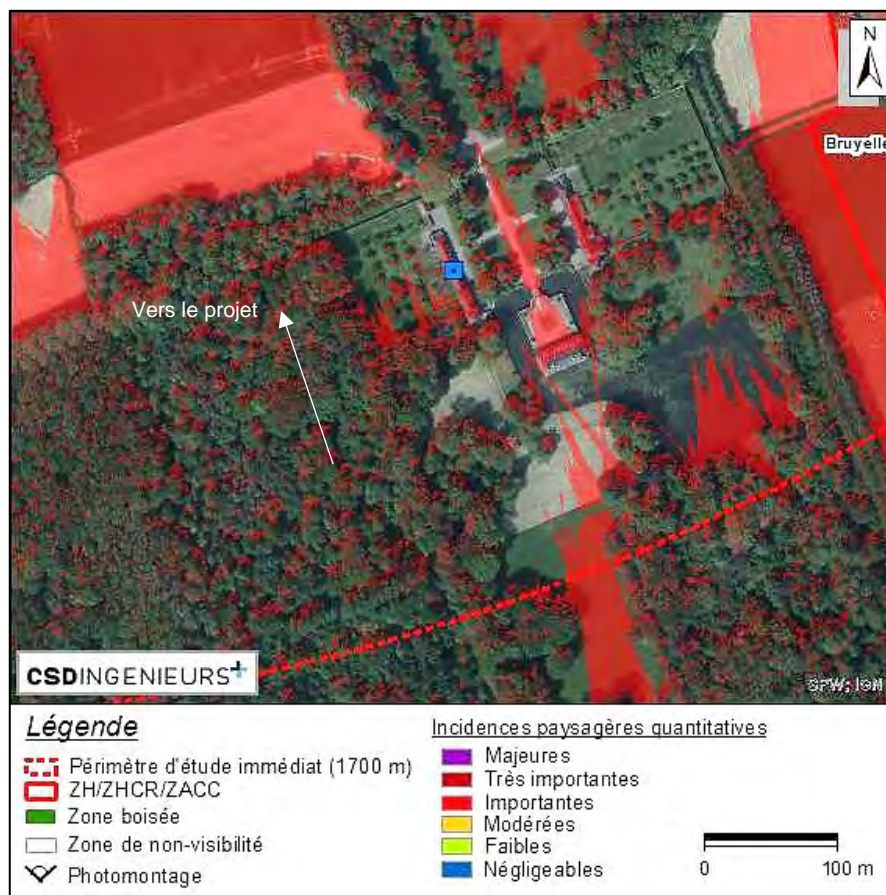 N
Bruyelle
Vers le projet
CSDINGENIEURS+
SPW; IGN
Légende
Périmètre d'étude immédiat (1700 m)
ZH/ZHCR/ZACC
Zone boisée
Zone de non-visibilité
Photomontage
Incidences paysagères quantitatives
Majeures
Très importantes
Importantes
Modérées
Faibles
Négligeables
0 100 m